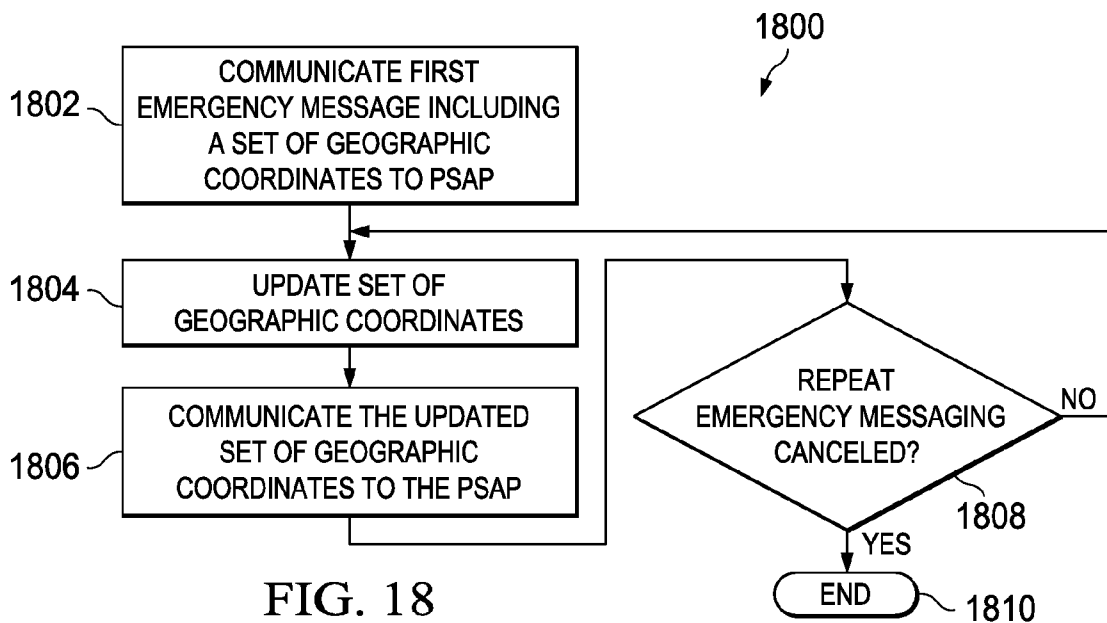 1800
1802
COMMUNICATE FIRST
EMERGENCY MESSAGE INCLUDING
A SET OF GEOGRAPHIC
COORDINATES TO PSAP
1804
UPDATE SET OF
GEOGRAPHIC COORDINATES
1806
COMMUNICATE THE UPDATED
SET OF GEOGRAPHIC
COORDINATES TO THE PSAP
REPEAT
EMERGENCY MESSAGING
CANCELED?
NO
1808
YES
END
1810
FIG. 18